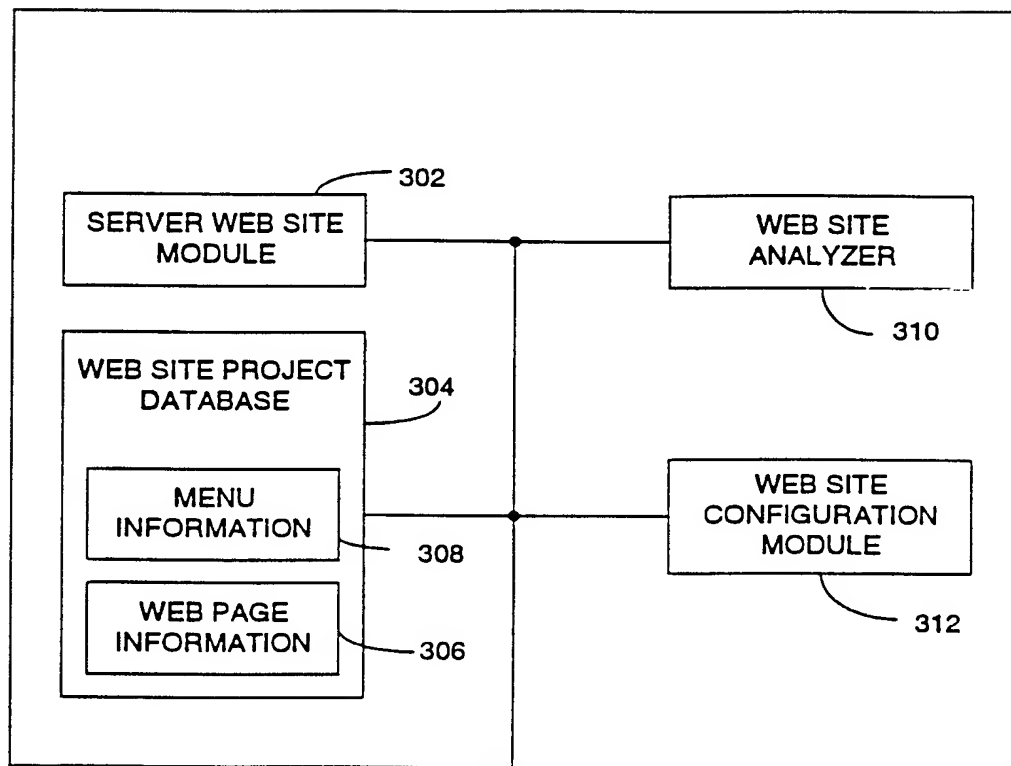 302
SERVER WEB SITE
MODULE
WEB SITE
ANALYZER
310
WEB SITE PROJECT
DATABASE
304
MENU
INFORMATION
308
WEB PAGE
INFORMATION
306
WEB SITE
CONFIGURATION
MODULE
312